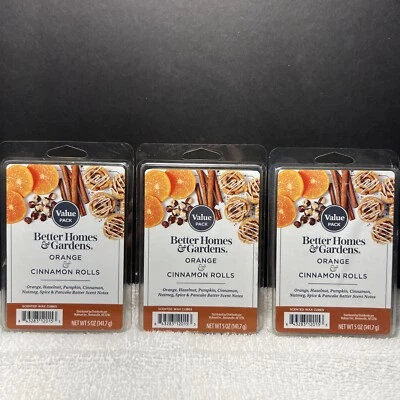 Value
PACK
Better Homes
&Gardens.
ORANGE
&
CINNAMON ROLLS
Orange, Hazelnut, Pumpkin, Cinnamon,
Nutmeg, Spice & Pancake Batter Scent Notes
SCENTED WAX CUBES
NET WT 5 OZ (141.7 g)
Value
PACK
Better Homes
&Gardens.
ORANGE
&
CINNAMON ROLLS
Orange, Hazelnut, Pumpkin, Cinnamon,
Nutmeg, Spice & Pancake Batter Scent Notes
SCENTED WAX CUBES
NET WT 5 OZ (141.7 g)
Value
PACK
Better Homes
&Gardens.
ORANGE
&
CINNAMON ROLLS
Orange, Hazelnut, Pumpkin, Cinnamon,
Nutmeg, Spice & Pancake Batter Scent Notes
SCENTED WAX CUBES
NET WT 5 OZ (141.7 g)